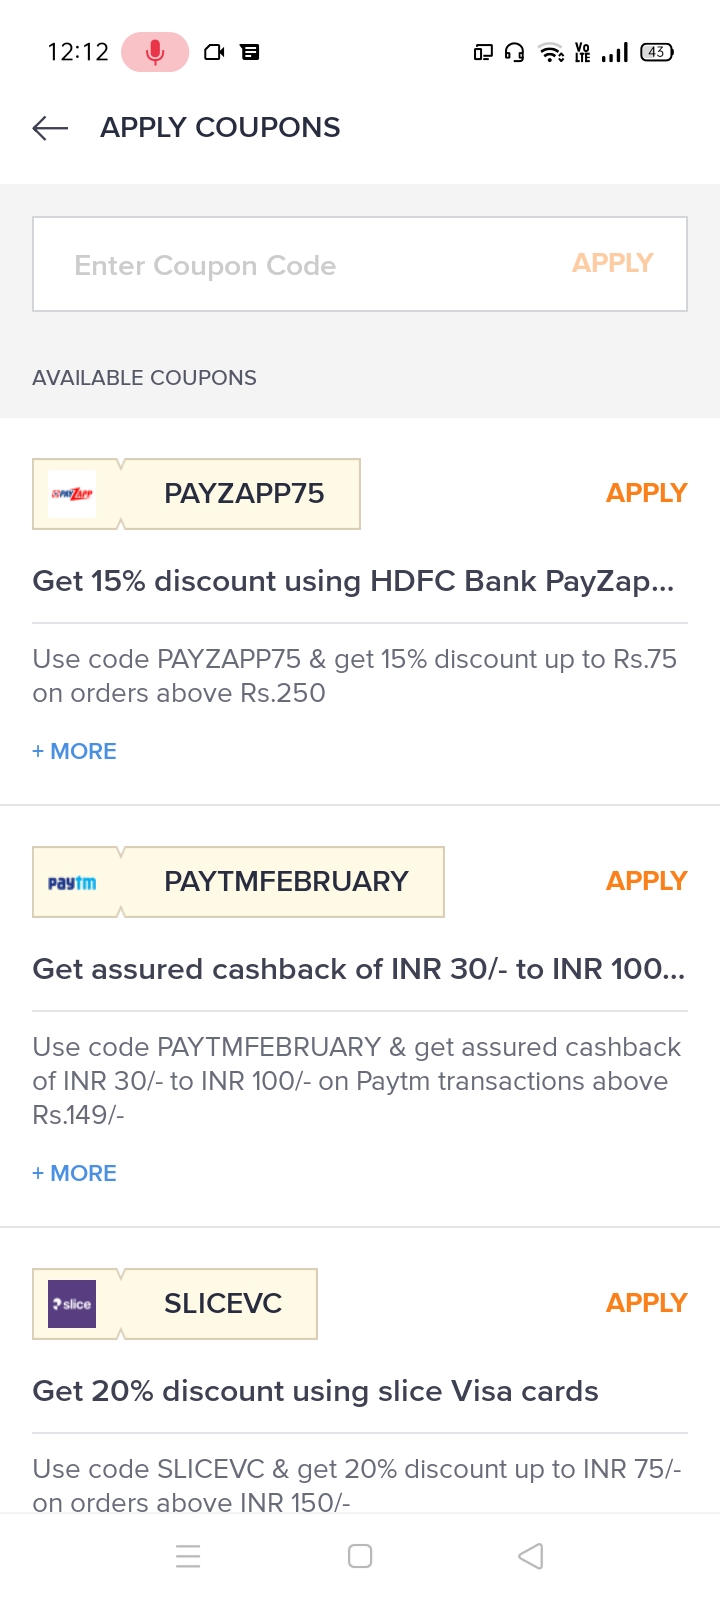 12:12
VO LTE
43
APPLY COUPONS
Enter Coupon Code
APPLY
AVAILABLE COUPONS
PAYZAPP
PAYZAPP75
APPLY
Get 15% discount using HDFC Bank PayZap...
Use code PAYZAPP75 & get 15% discount up to Rs.75
on orders above Rs.250
+ MORE
paytm
PAYTMFEBRUARY
APPLY
Get assured cashback of INR 30/- to INR 100...
Use code PAYTMFEBRUARY & get assured cashback
of INR 30/- to INR 100/- on Paytm transactions above
Rs.149/-
+ MORE
slice
SLICEVC
APPLY
Get 20% discount using slice Visa cards
Use code SLICEVC & get 20% discount up to INR 75/-
on orders above INR 150/-